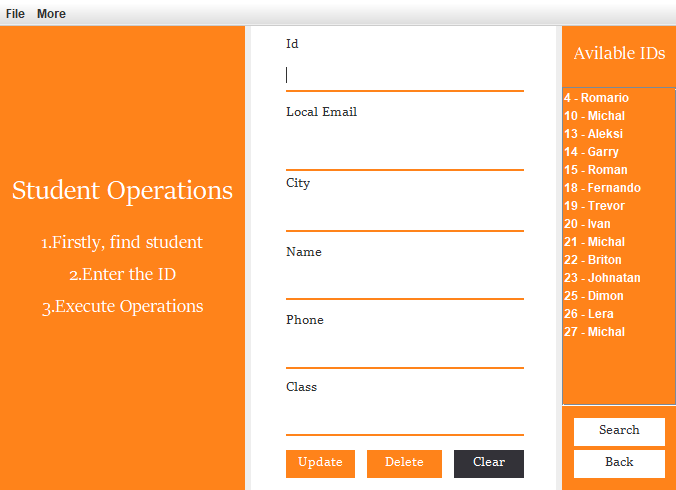 File More
Student Operations
1.Firstly, find student
2.Enter the ID
3.Execute Operations
Id
Local Email
City
Name
Phone
Class
Update Delete Clear
Avilable IDs
4 - Romario
10 - Michal
13 - Aleksi
14 - Garry
15 - Roman
18 - Fernando
19 - Trevor
20 - Ivan
21 - Michal
22 - Briton
23 - Johnatan
25 - Dimon
26 - Lera
27 - Michal
Search
Back